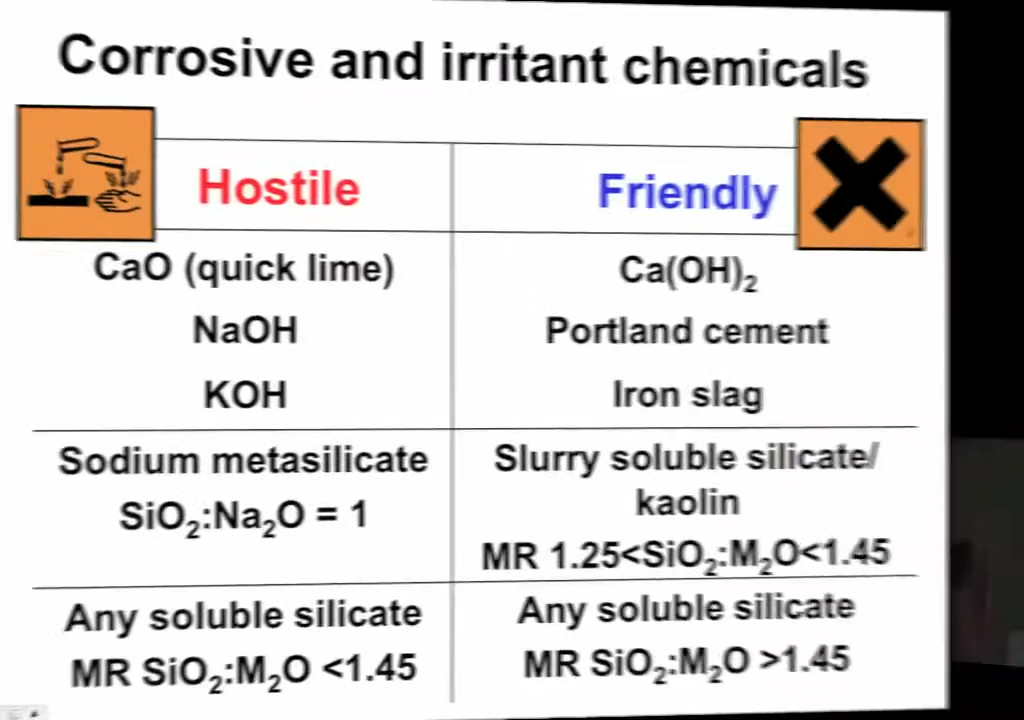 Corrosive and irritant chemicals
Hostile
Friendly
CaO (quick lime)
Ca(OH)₂
NaOH
Portland cement
KOH
Iron slag
Sodium metasilicate
SiO₂:Na₂O = 1
Slurry soluble silicate/
kaolin
MR 1.25<SiO₂:M₂O<1.45
Any soluble silicate
MR SiO₂:M₂O <1.45
Any soluble silicate
MR SiO₂:M₂O >1.45